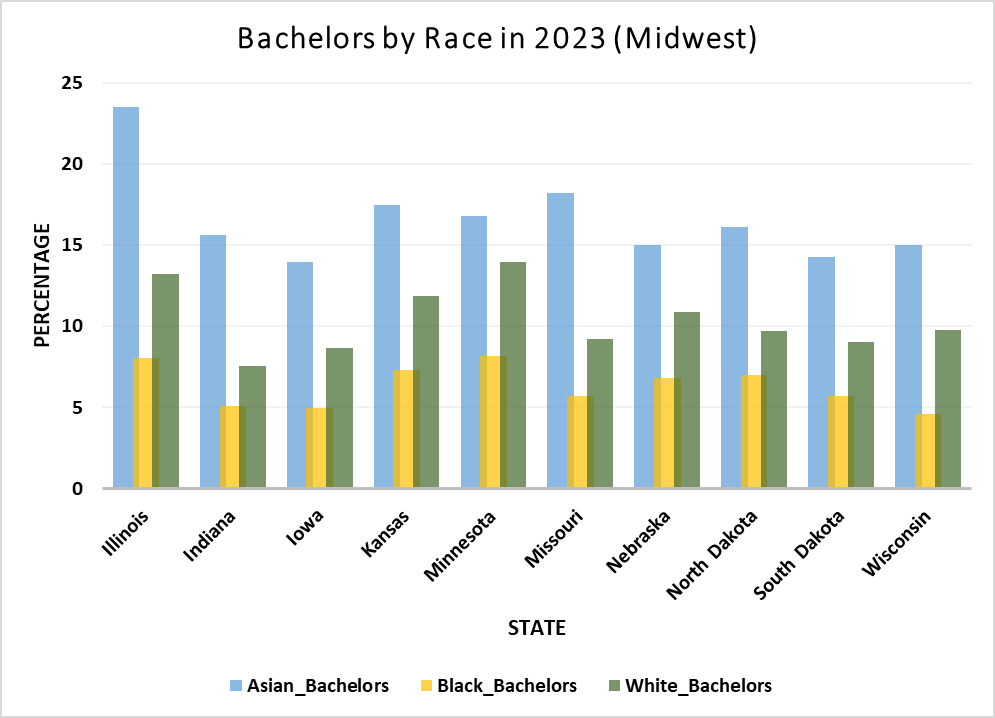 Bachelors by Race in 2023 (Midwest)
25
20
15
10
5
0
PERCENTAGE
Illinois
Indiana
Iowa
Kansas
Minnesota
Missouri
Nebraska
North Dakota
South Dakota
Wisconsin
STATE
Asian_Bachelors Black_Bachelors White_Bachelors